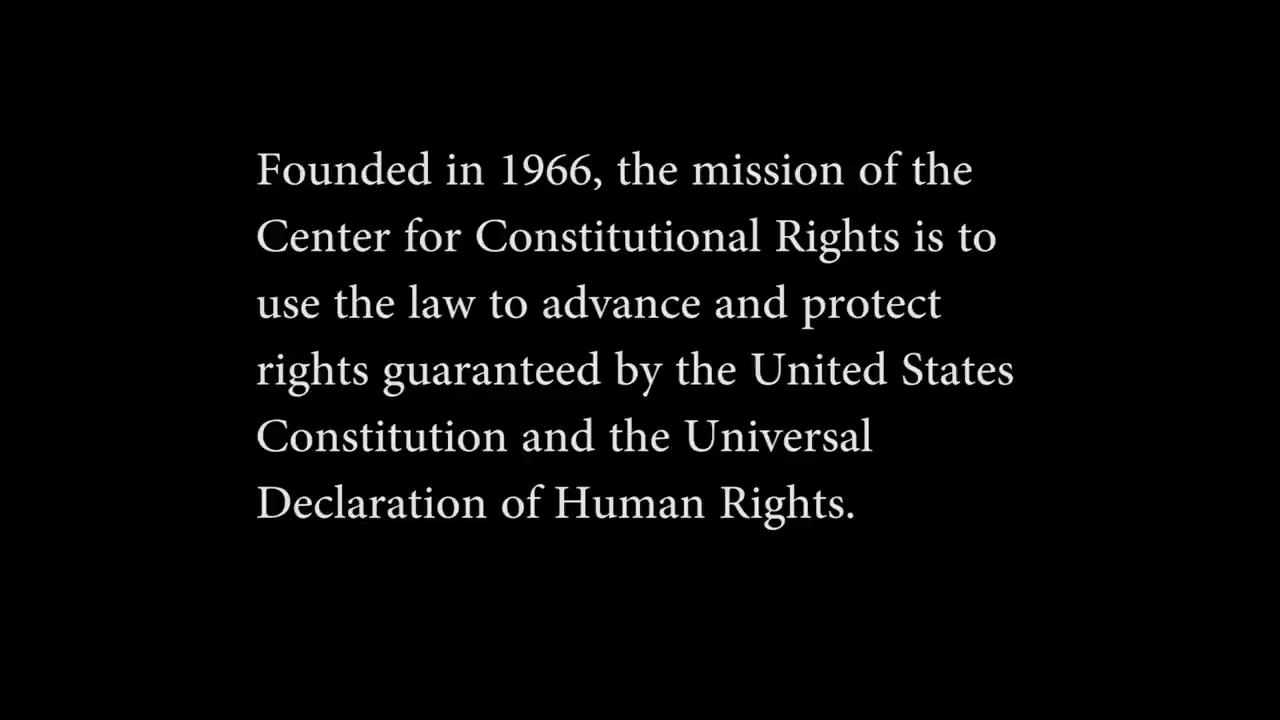 Founded in 1966, the mission of the
Center for Constitutional Rights is to
use the law to advance and protect
rights guaranteed by the United States
Constitution and the Universal
Declaration of Human Rights.